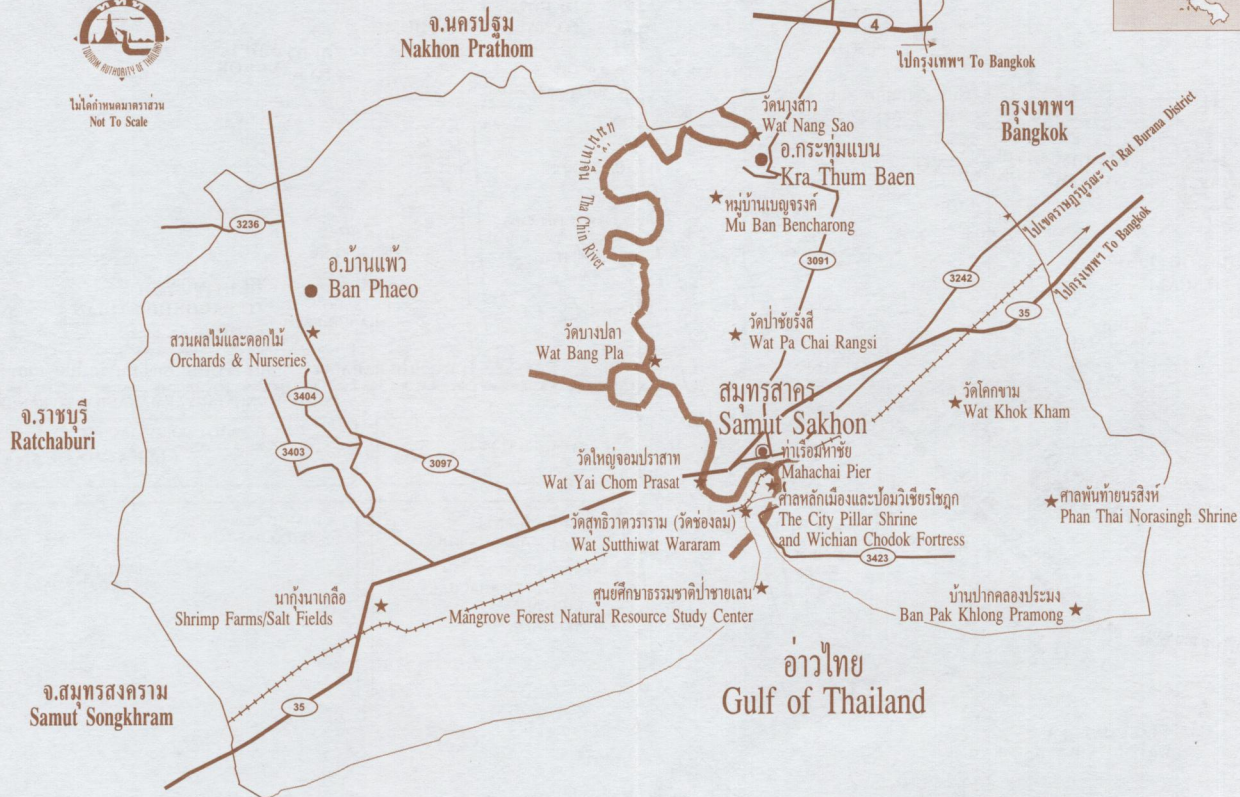 ททท
TOURISM AUTHORITY OF THAILAND
ไม่ได้กำหนดมาตราส่วน
Not To Scale
จ.นครปฐม
Nakhon Prathom
4
ไปกรุงเทพฯ To Bangkok
กรุงเทพฯ
Bangkok
ไปเขตราษฎร์บูรณะ To Rat Burana District
ไปกรุงเทพฯ To Bangkok
วัดนางสาว
Wat Nang Sao
อ.กระทุ่มแบน
Kra Thum Baen
แม่น้ำท่าจีน Tha Chin River
หมู่บ้านเบญจรงค์
Mu Ban Bencharong
3236
อ.บ้านแพ้ว
Ban Phaeo
3091
3242
35
สวนผลไม้และดอกไม้
Orchards & Nurseries
วัดบางปลา
Wat Bang Pla
วัดป่าชัยรังสี
Wat Pa Chai Rangsi
สมุทรสาคร
Samut Sakhon
วัดโคกขาม
Wat Khok Kham
3404
3403
3097
จ.ราชบุรี
Ratchaburi
วัดใหญ่จอมปราสาท
Wat Yai Chom Prasat
ท่าเรือมหาชัย
Mahachai Pier
ศาลหลักเมืองและป้อมวิเชียรโชฎก
The City Pillar Shrine
and Wichian Chodok Fortress
ศาลพันท้ายนรสิงห์
Phan Thai Norasingh Shrine
วัดสุทธิวาตวราราม (วัดช่องลม)
Wat Sutthiwat Wararam
3423
นากุ้งนาเกลือ
Shrimp Farms/Salt Fields
ศูนย์ศึกษาธรรมชาติป่าชายเลน
Mangrove Forest Natural Resource Study Center
บ้านปากคลองประมง
Ban Pak Khlong Pramong
อ่าวไทย
Gulf of Thailand
จ.สมุทรสงคราม
Samut Songkhram
35